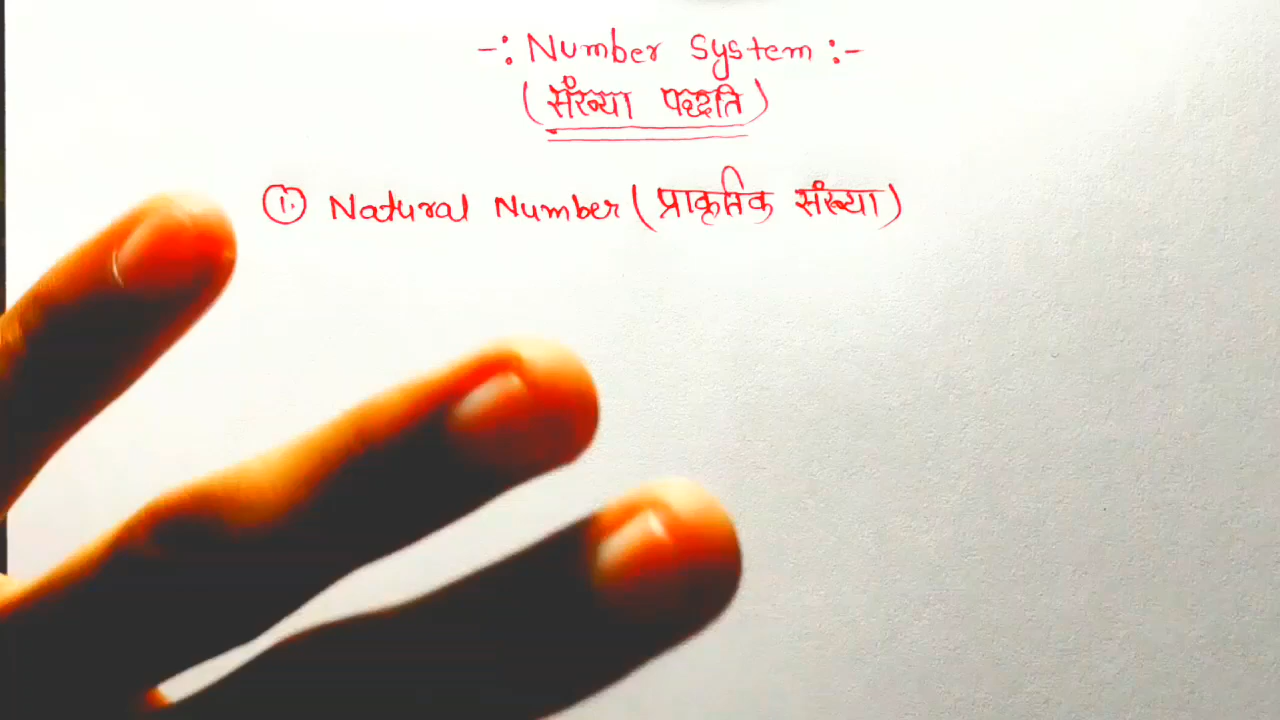 -: Number System :-
(संख्या पद्धति)
① Natural Number (प्राकृतिक संख्या)